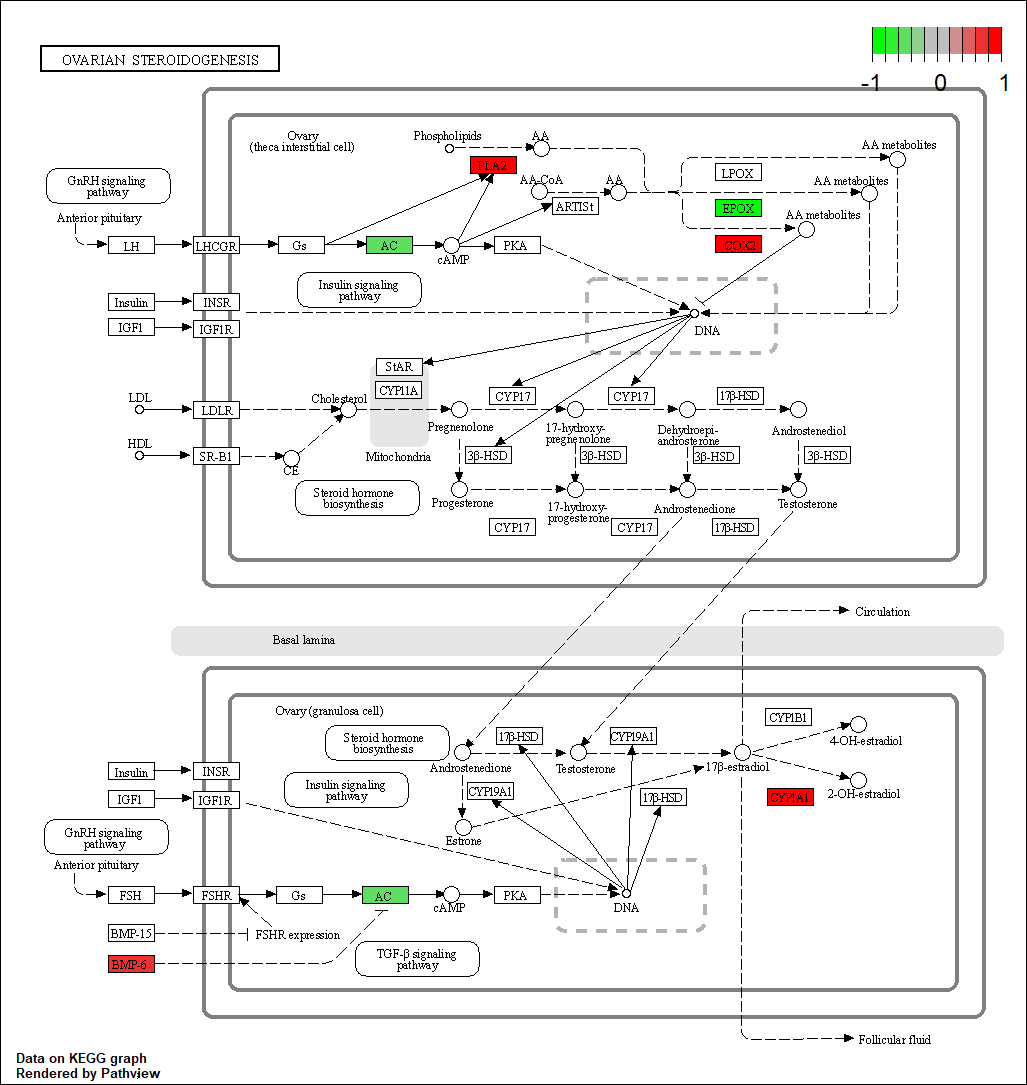 OVARIAN STEROIDOGENESIS
-1 0 1
Ovary
(theca interstitial cell)
Phospholipids
AA
PLA2
AA metabolites
LPOX
GnRH signaling
pathway
AA-CoA
AA
AA metabolites
ARTISt
EPOX
AA metabolites
Anterior pituitary
LH
LHCGR
Gs
AC
cAMP
PKA
COX2
Insulin signaling
pathway
Insulin
INSR
IGF1
IGF1R
DNA
StAR
CYP11A
CYP17
CYP17
17β-HSD
LDL
LDLR
Cholesterol
Pregnenolone
17-hydroxy-
pregnenolone
Dehydroepi-
androsterone
Androstenediol
HDL
SR-B1
CE
Mitochondria
3β-HSD
3β-HSD
3β-HSD
3β-HSD
Steroid hormone
biosynthesis
Progesterone
17-hydroxy-
progesterone
Androstenedione
Testosterone
CYP17
CYP17
17β-HSD
Circulation
Basal lamina
Ovary (granulosa cell)
Steroid hormone
biosynthesis
17β-HSD
CYP19A1
CYP1B1
4-OH-estradiol
Androstenedione
Testosterone
17β-estradiol
Insulin
INSR
Insulin signaling
pathway
CYP19A1
17β-HSD
CYP1A1
2-OH-estradiol
IGF1
IGF1R
GnRH signaling
pathway
Estrone
Anterior pituitary
FSH
FSHR
Gs
AC
cAMP
PKA
DNA
BMP-15
FSHR expression
TGF-β signaling
pathway
BMP-6
Follicular fluid
Data on KEGG graph
Rendered by Pathview